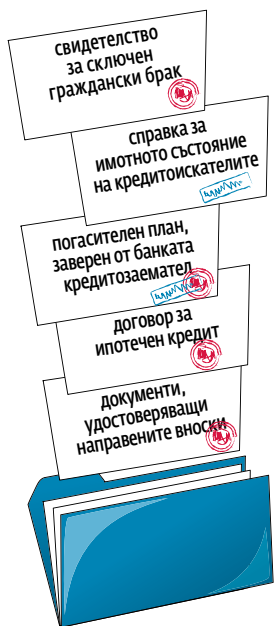 свидетелство
за сключен
граждански брак
справка за
имотното състояние
на кредитоискателите
погасителен план,
заверен от банката
кредитозаемател
договор за
ипотечен кредит
документи,
удостоверяващи
направените вноски